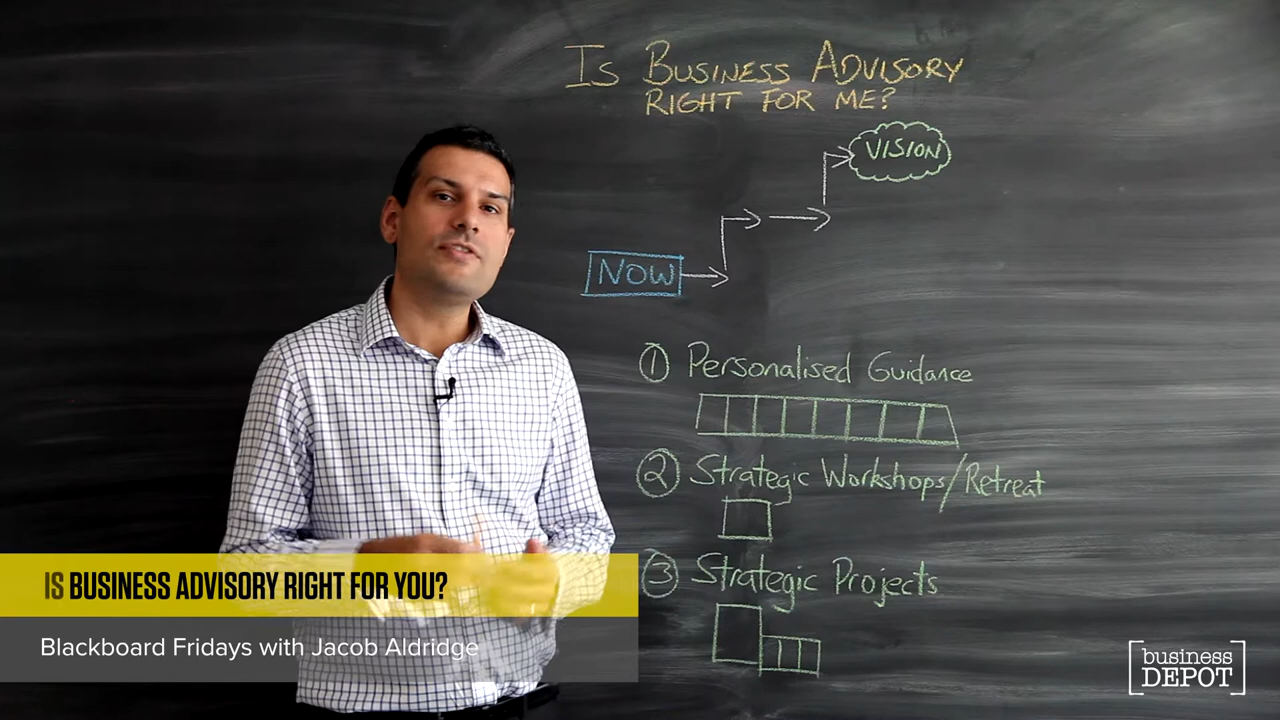 IS BUSINESS ADVISORY
RIGHT FOR ME?
VISION
NOW
1 Personalised Guidance
2 Strategic Workshops/Retreat
3 Strategic Projects
IS BUSINESS ADVISORY RIGHT FOR YOU?
Blackboard Fridays with Jacob Aldridge
business
DEPOT